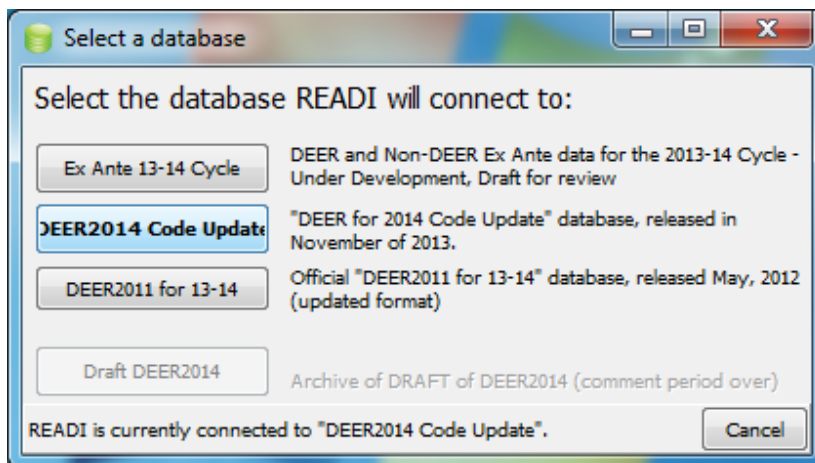 Select a database
Select the database READI will connect to:
Ex Ante 13-14 Cycle
DEER and Non-DEER Ex Ante data for the 2013-14 Cycle -
Under Development, Draft for review
DEER2014 Code Update
"DEER for 2014 Code Update" database, released in
November of 2013.
DEER2011 for 13-14
Official "DEER2011 for 13-14" database, released May, 2012
(updated format)
Draft DEER2014
Archive of DRAFT of DEER2014 (comment period over)
READI is currently connected to "DEER2014 Code Update".
Cancel